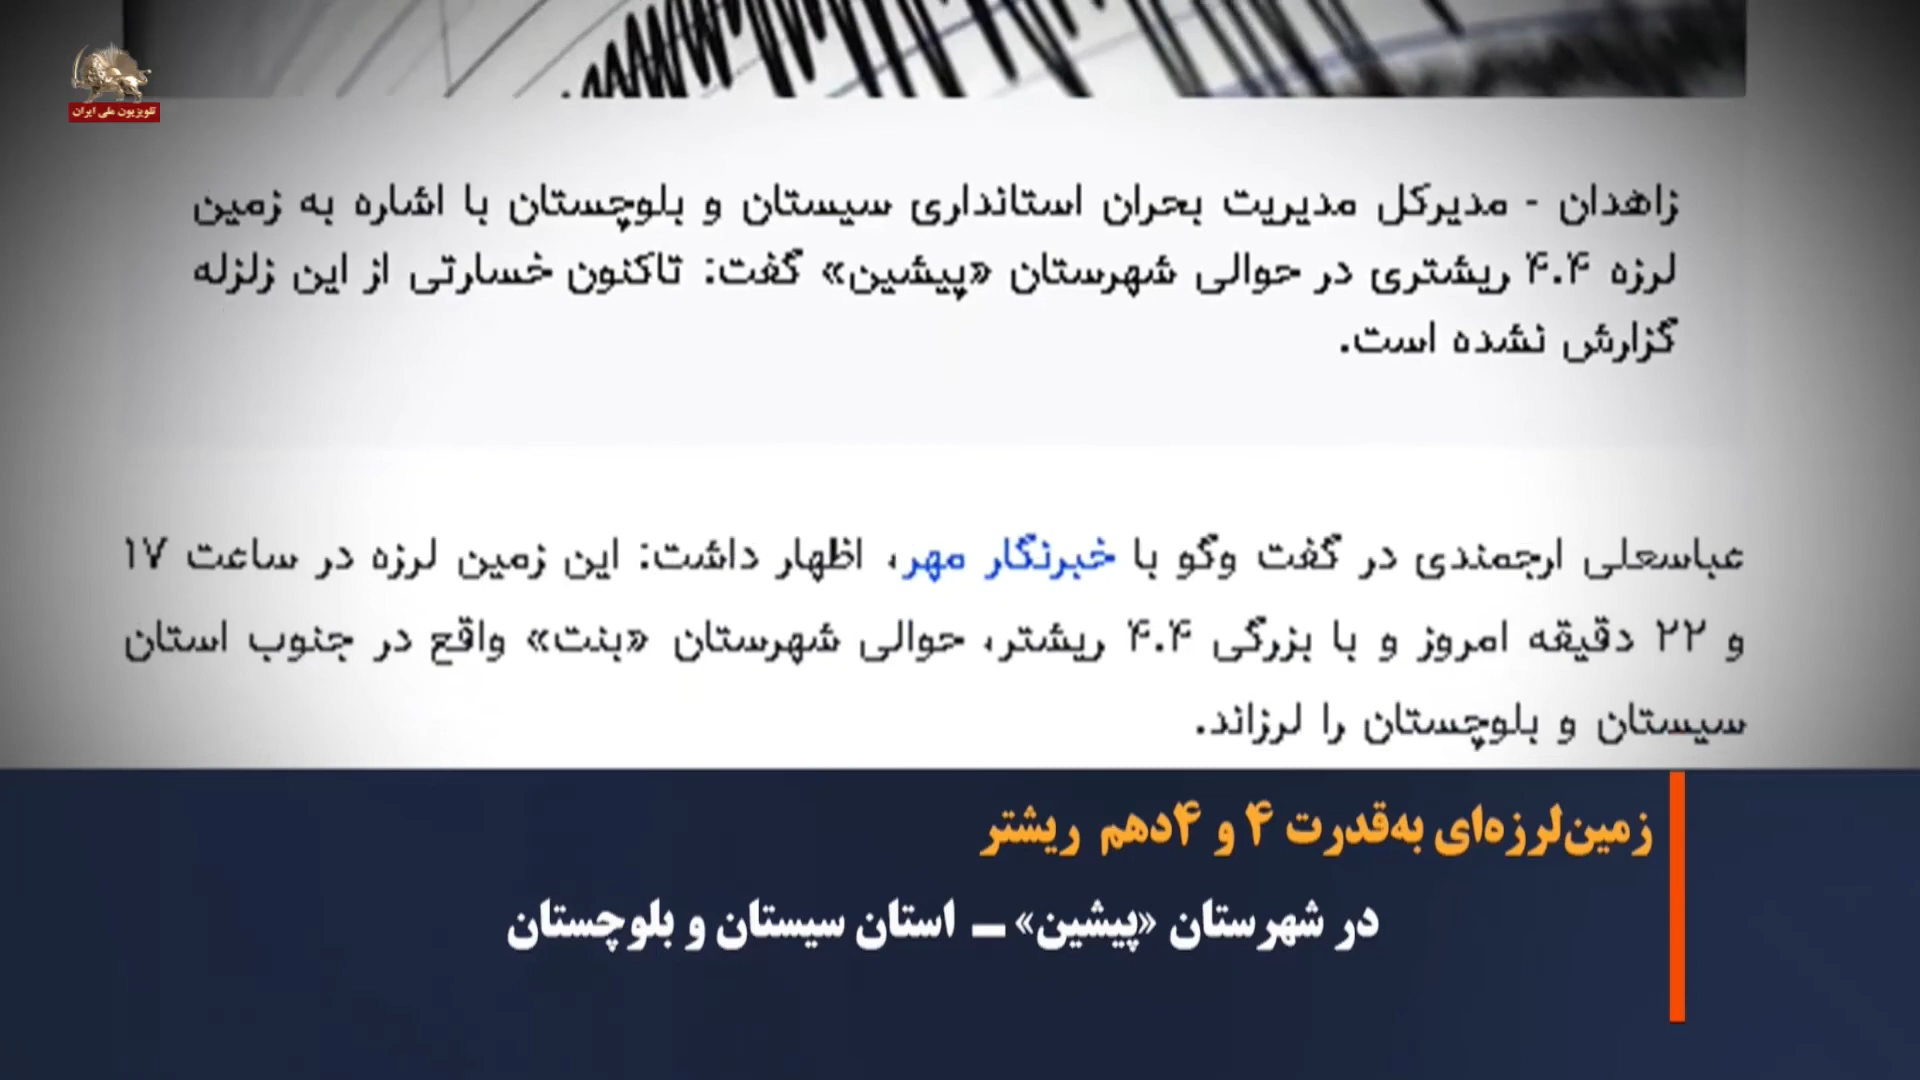 تلویزیون ملی ایران
زاهدان - مدیرکل مدیریت بحران استانداری سیستان و بلوچستان با اشاره به زمین
لرزه ۴.۴ ریشتری در حوالی شهرستان «پیشین» گفت: تاکنون خسارتی از این زلزله
گزارش نشده است.
عباسعلی ارجمندی در گفت وگو با خبرنگار مهر، اظهار داشت: این زمین لرزه در ساعت ۱۷
و ۲۲ دقیقه امروز و با بزرگی ۴.۴ ریشتر، حوالی شهرستان «بنت» واقع در جنوب استان
سیستان و بلوچستان را لرزاند.
زمین‌لرزه‌ای به‌قدرت ۴ و ۴دهم ریشتر
در شهرستان «پیشین» – استان سیستان و بلوچستان